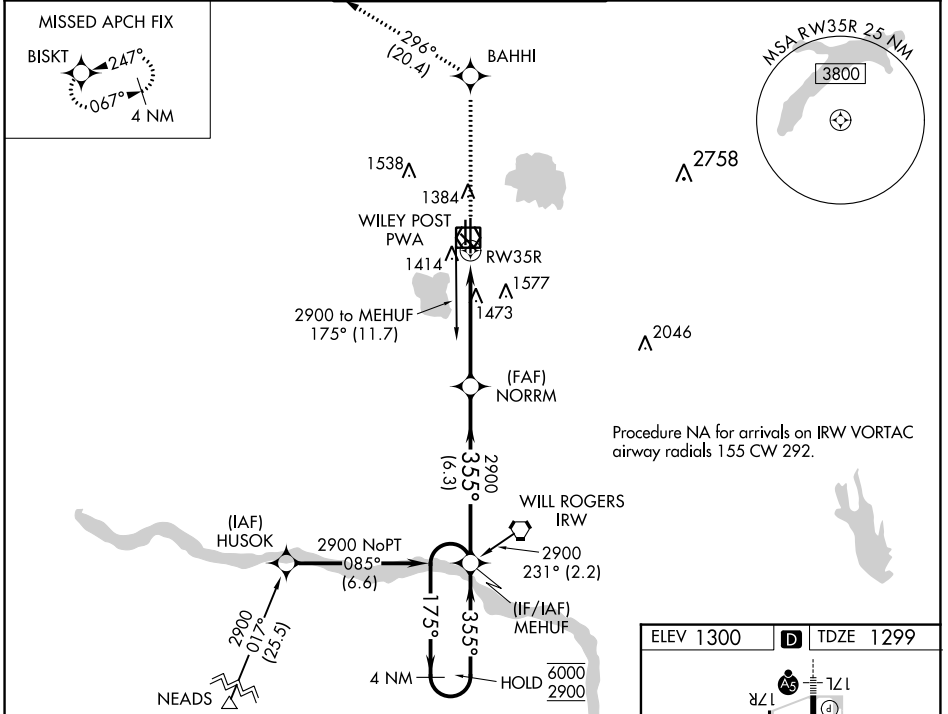 MISSED APCH FIX
BISKT
247°
067°
4 NM
296°
(20.4)
BAHHI
MSA RW35R 25 NM
3800
1538
2758
1384
WILEY POST
PWA
RW35R
1414
1577
1473
2900 to MEHUF
175° (11.7)
2046
(FAF)
NORRM
Procedure NA for arrivals on IRW VORTAC
airway radials 155 CW 292.
2900
355°
(6.3)
WILL ROGERS
IRW
(IAF)
HUSOK
2900 NoPT
085°
(6.6)
2900
231° (2.2)
(IF/IAF)
MEHUF
2900
017°
(25.5)
175°
355°
NEADS
4 NM
HOLD
6000
2900
ELEV 1300
D
TDZE 1299
A5
17L
17R
P